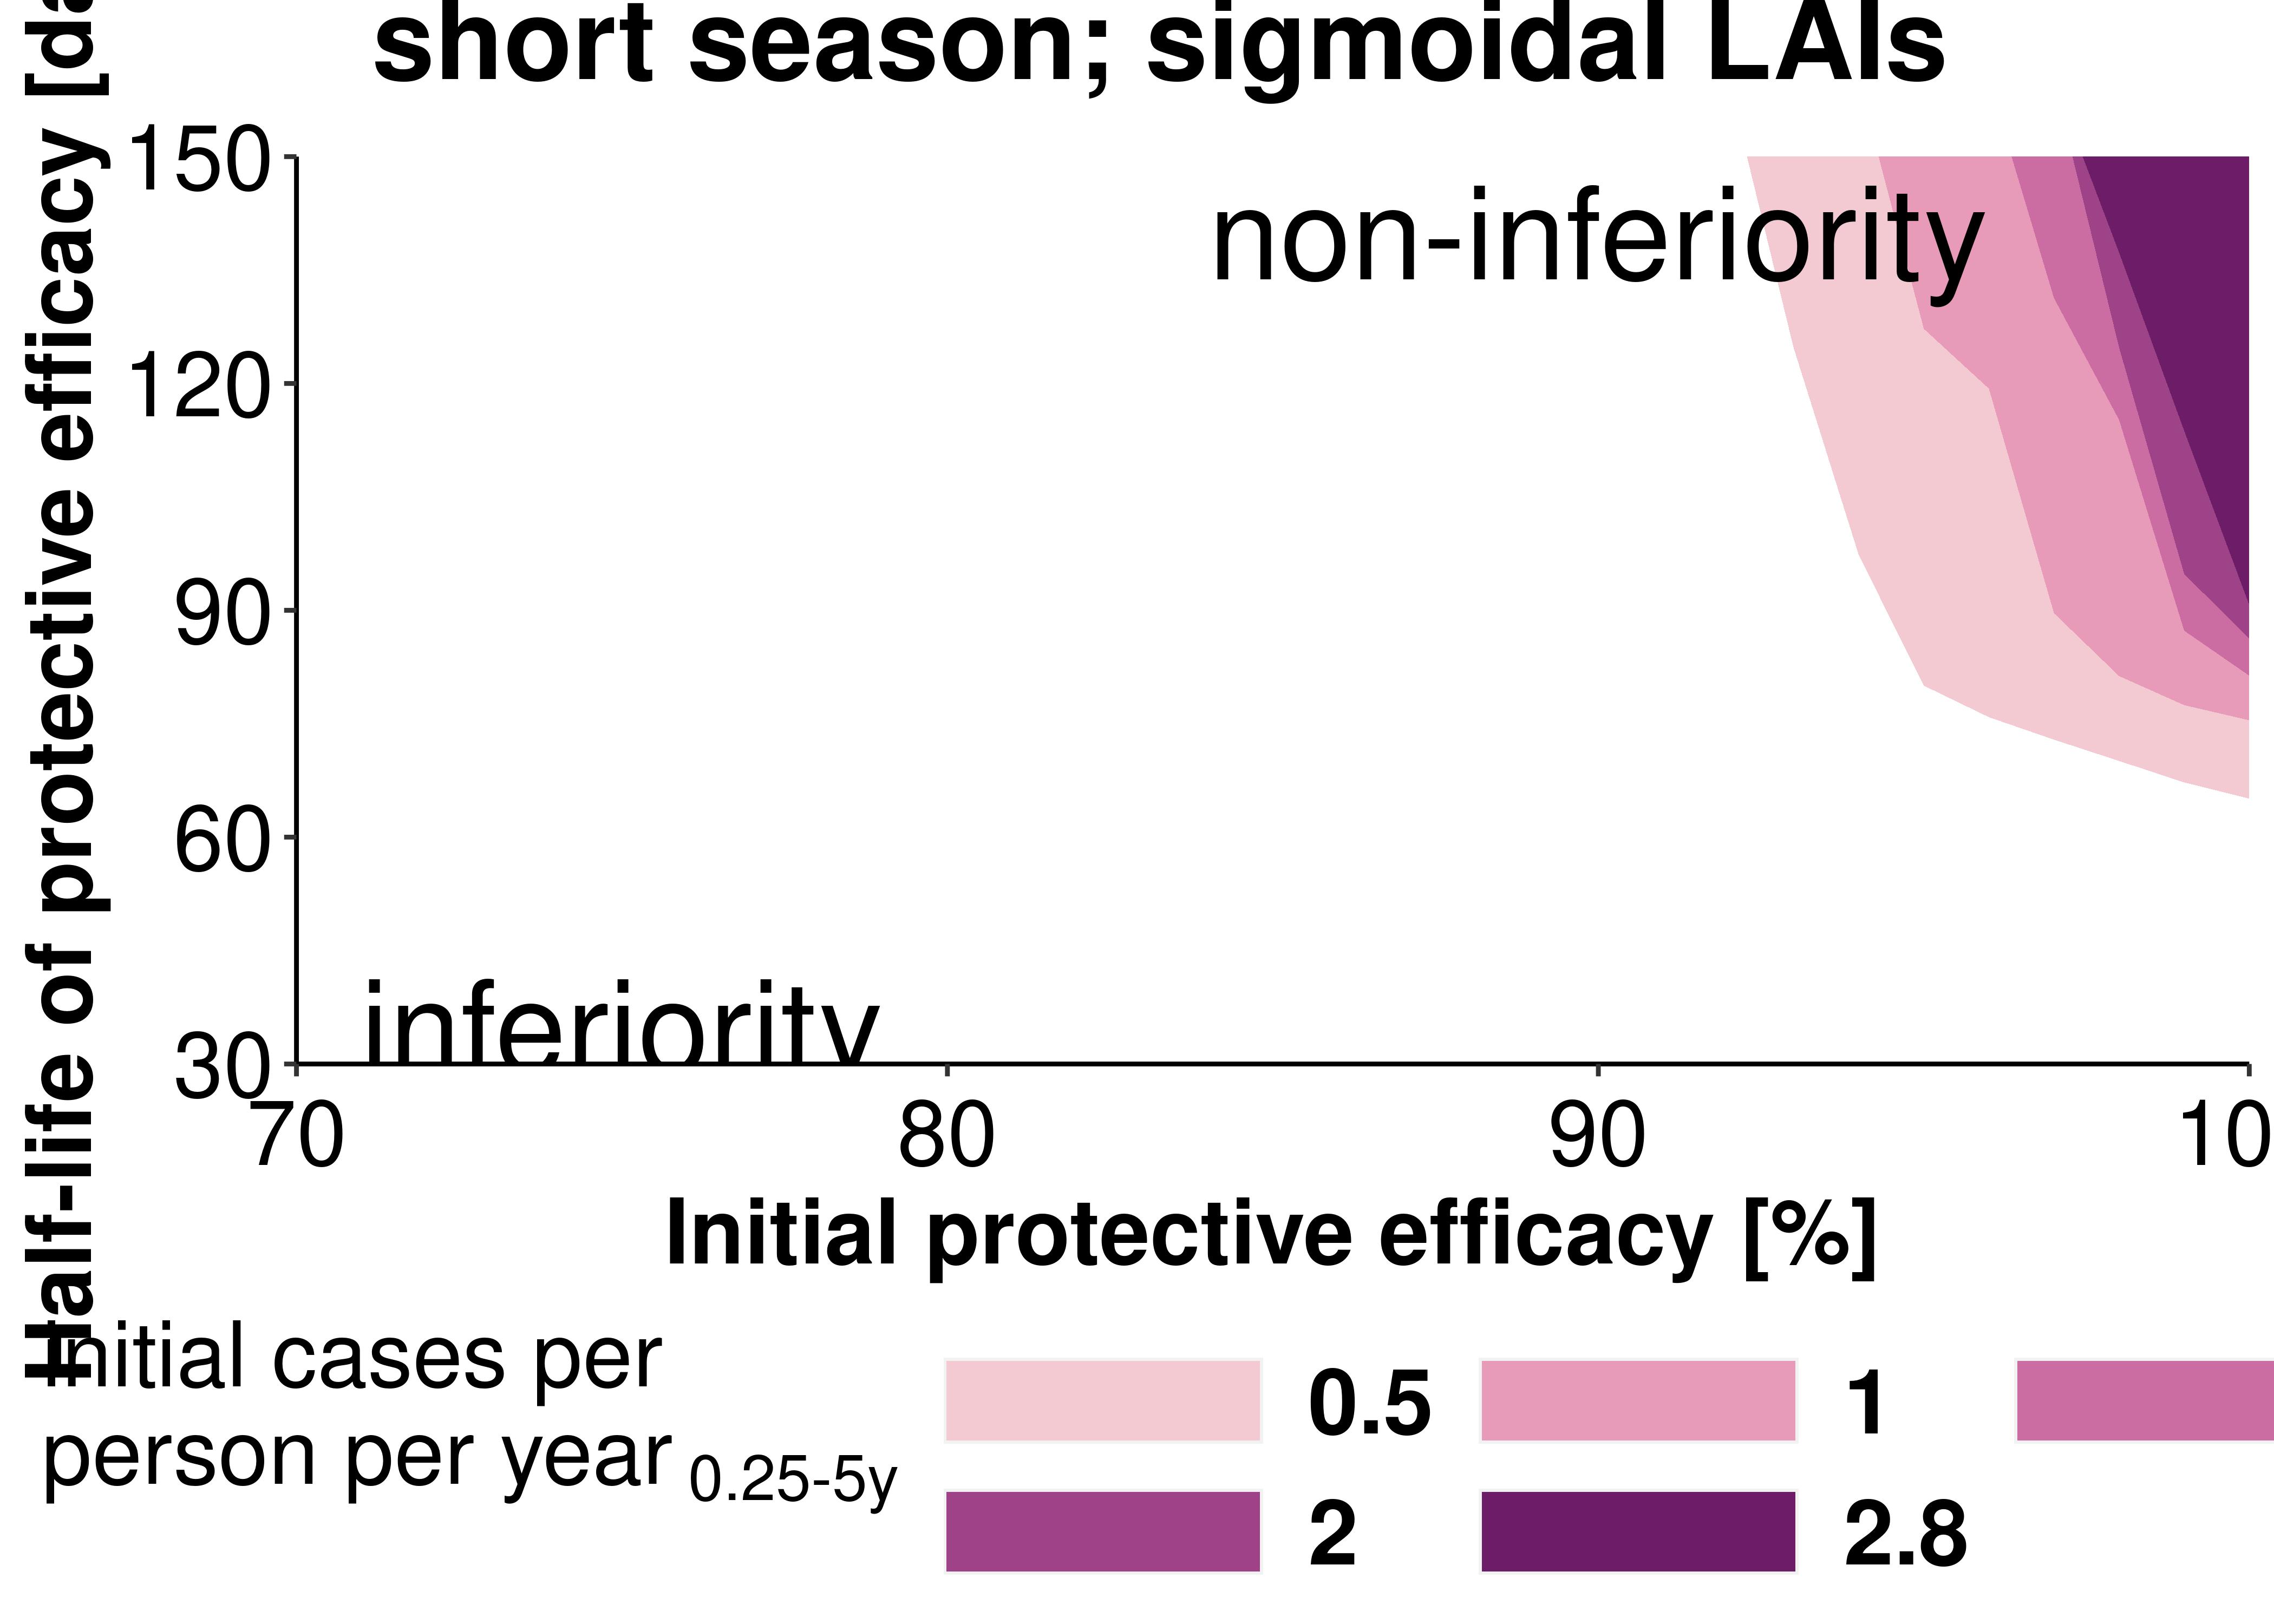 short season; sigmoidal LAIs
Half-life of protective efficacy [da
150
120
90
60
30
non-inferiority
inferiority
70
80
90
10
Initial protective efficacy [%]
Initial cases per
person per year 0.25-5y
0.5
1
2
2.8